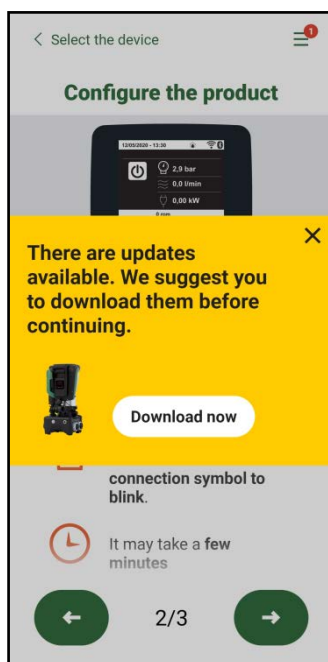 Select the device
1
Configure the product
12/05/2020 - 13:39
2,9 bar
0,0 l/min
0,00 kW
There are updates
available. We suggest you
to download them before
continuing.
Download now
connection symbol to
blink.
It may take a few
minutes
2/3